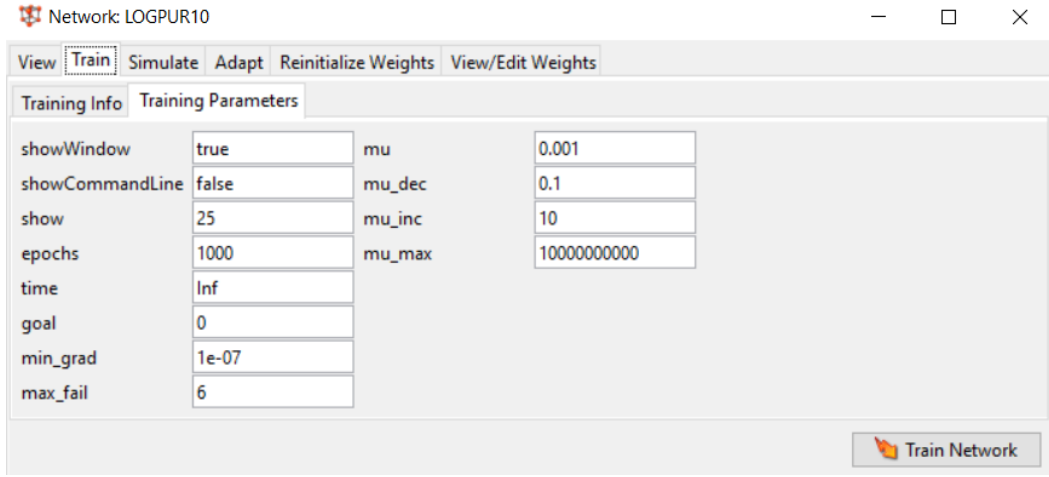 Network: LOGPUR10
View Train Simulate Adapt Reinitialize Weights View/Edit Weights
Training Info Training Parameters
showWindow true mu 0.001
showCommandLine false mu_dec 0.1
show 25 mu_inc 10
epochs 1000 mu_max 10000000000
time Inf
goal 0
min_grad 1e-07
max_fail 6
Train Network